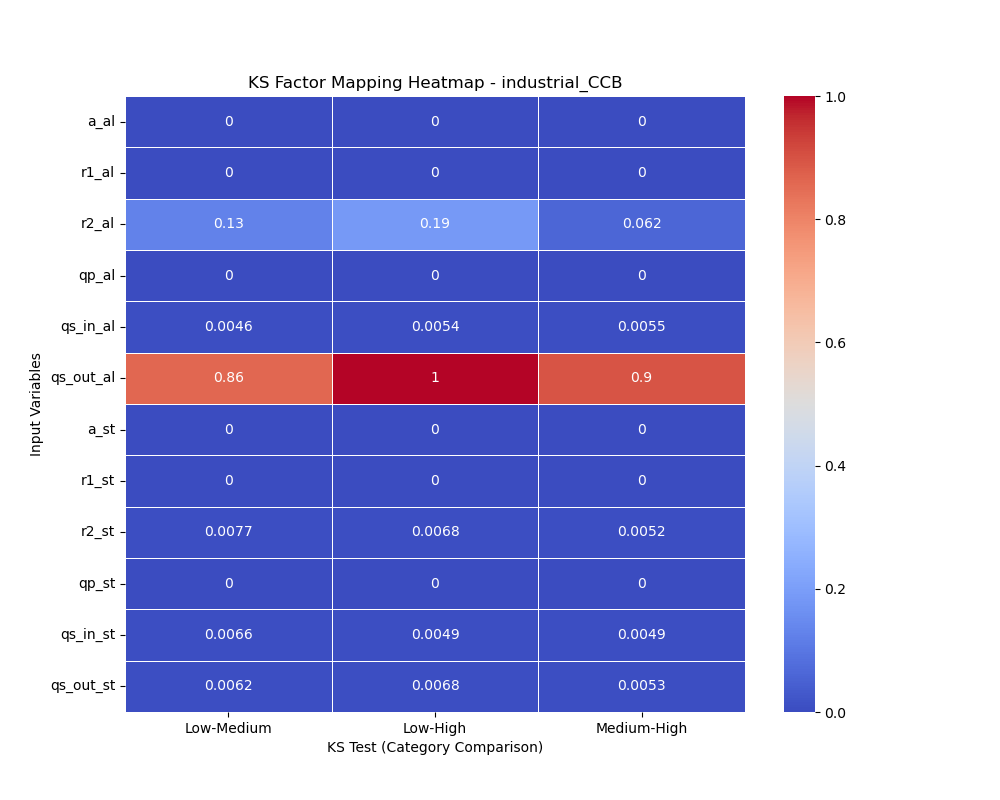 KS Factor Mapping Heatmap - industrial_CCB
a_al 0 0 0
r1_al 0 0 0
r2_al 0.13 0.19 0.062
qp_al 0 0 0
qs_in_al 0.0046 0.0054 0.0055
qs_out_al 0.86 1 0.9
a_st 0 0 0
r1_st 0 0 0
r2_st 0.0077 0.0068 0.0052
qp_st 0 0 0
qs_in_st 0.0066 0.0049 0.0049
qs_out_st 0.0062 0.0068 0.0053
Input Variables
Low-Medium Low-High Medium-High
KS Test (Category Comparison)
1.0
0.8
0.6
0.4
0.2
0.0